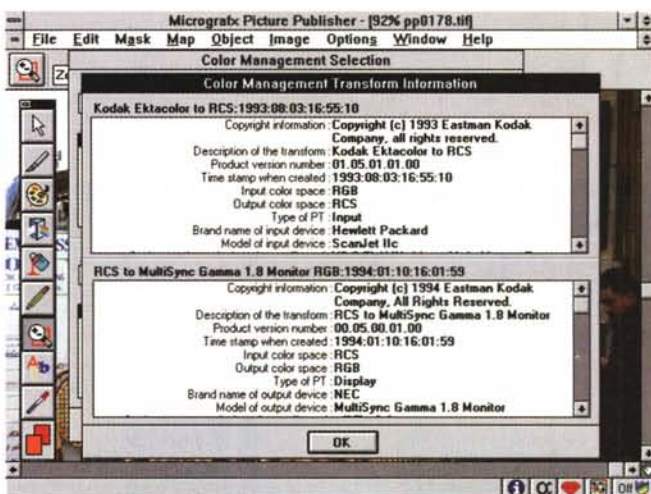 Micrografx Picture Publisher - [92% pp0178.tif]
File Edit Mask Map Object Image Options Window Help
Color Management Selection
Color Management Transform Information
Kodak Ektacolor to RCS:1993:08:03:16:55:10
Copyright information : Copyright (c) 1993 Eastman Kodak
Company, all rights reserved.
Description of the transform : Kodak Ektacolor to RCS
Product version number : 01.05.01.01.00
Time stamp when created : 1993:08:03:16:55:10
Input color space : RGB
Output color space : RCS
Type of PT : Input
Brand name of input device : Hewlett Packard
Model of input device : ScanJet IIc
RCS to MultiSync Gamma 1.8 Monitor RGB:1994:01:10:16:01:59
Copyright information : Copyright (c) 1994 Eastman Kodak
Company, All Rights Reserved.
Description of the transform : RCS to MultiSync Gamma 1.8 Monitor
Product version number : 00.05.00.01.00
Time stamp when created : 1994:01:10:16:01:59
Input color space : RCS
Output color space : RGB
Type of PT : Display
Brand name of output device : NEC
Model of output device : MultiSync Gamma 1.8 Monitor
OK
Off